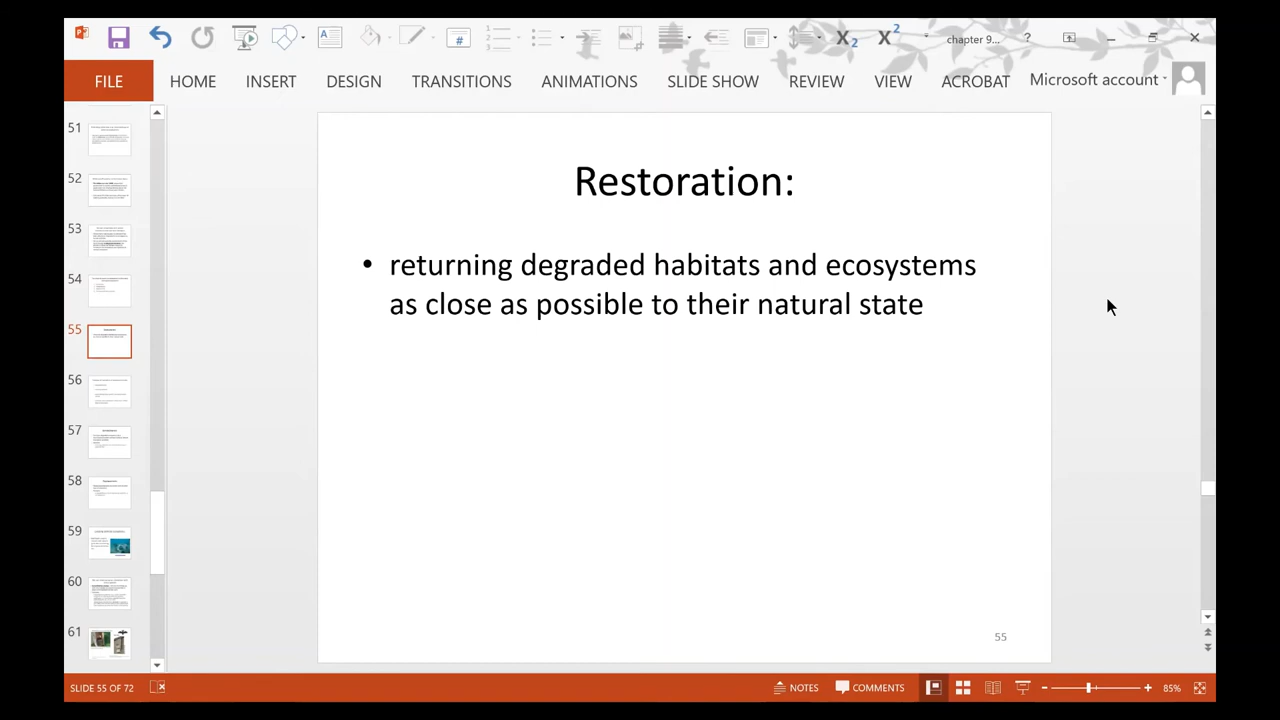 chapter 9...
?
FILE
HOME
INSERT
DESIGN
TRANSITIONS
ANIMATIONS
SLIDE SHOW
REVIEW
VIEW
ACROBAT
Microsoft account
51
52
53
54
55
56
57
58
59
60
61
Restoration:
• returning degraded habitats and ecosystems
as close as possible to their natural state
55
SLIDE 55 OF 72
NOTES
COMMENTS
85%